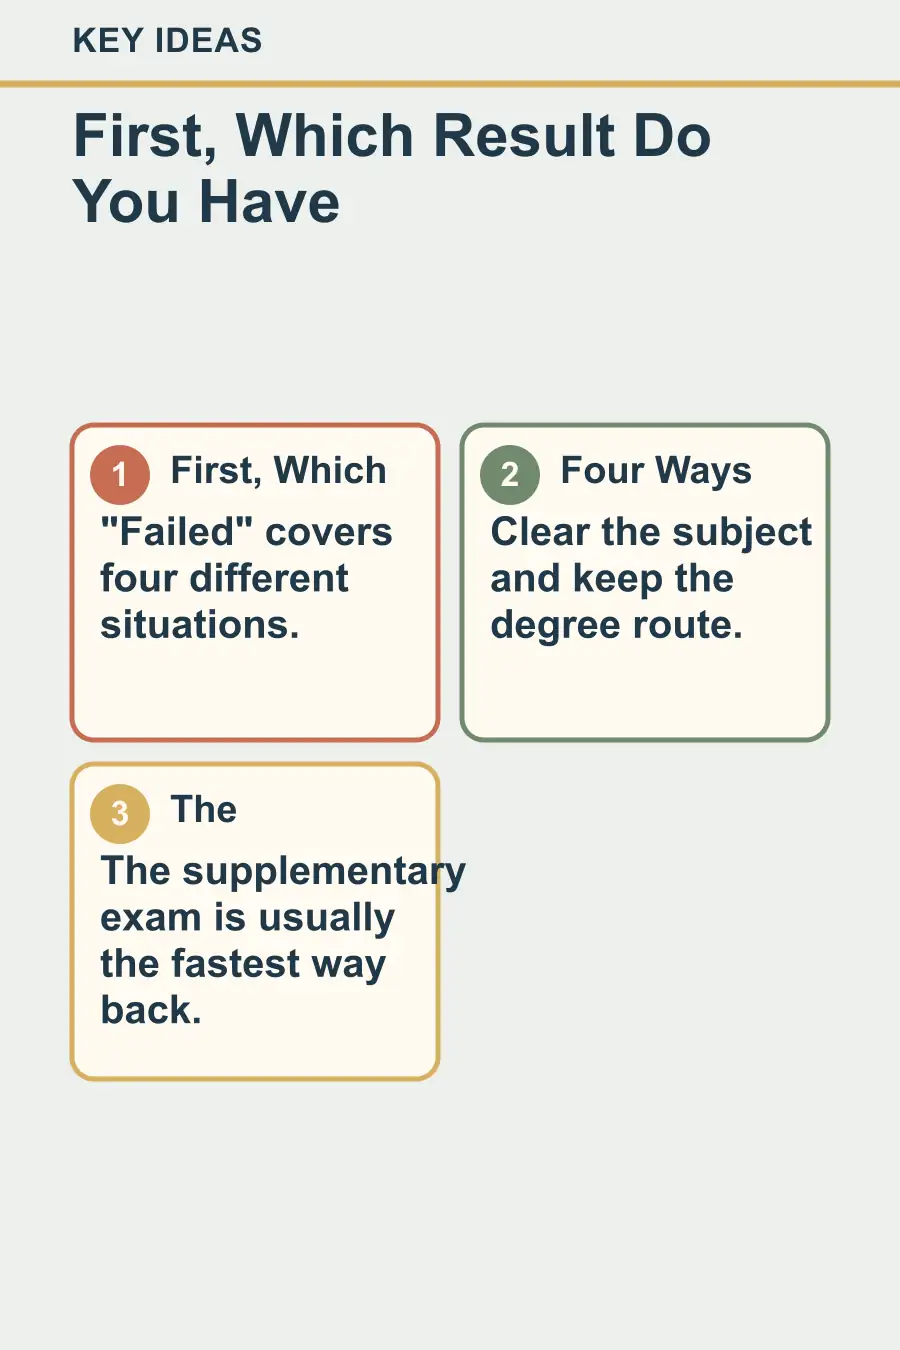 KEY IDEAS
First, Which Result Do
You Have
1 First, Which
"Failed" covers
four different
situations.
2 Four Ways
Clear the subject
and keep the
degree route.
3 The
The supplementary
exam is usually
the fastest way
back.